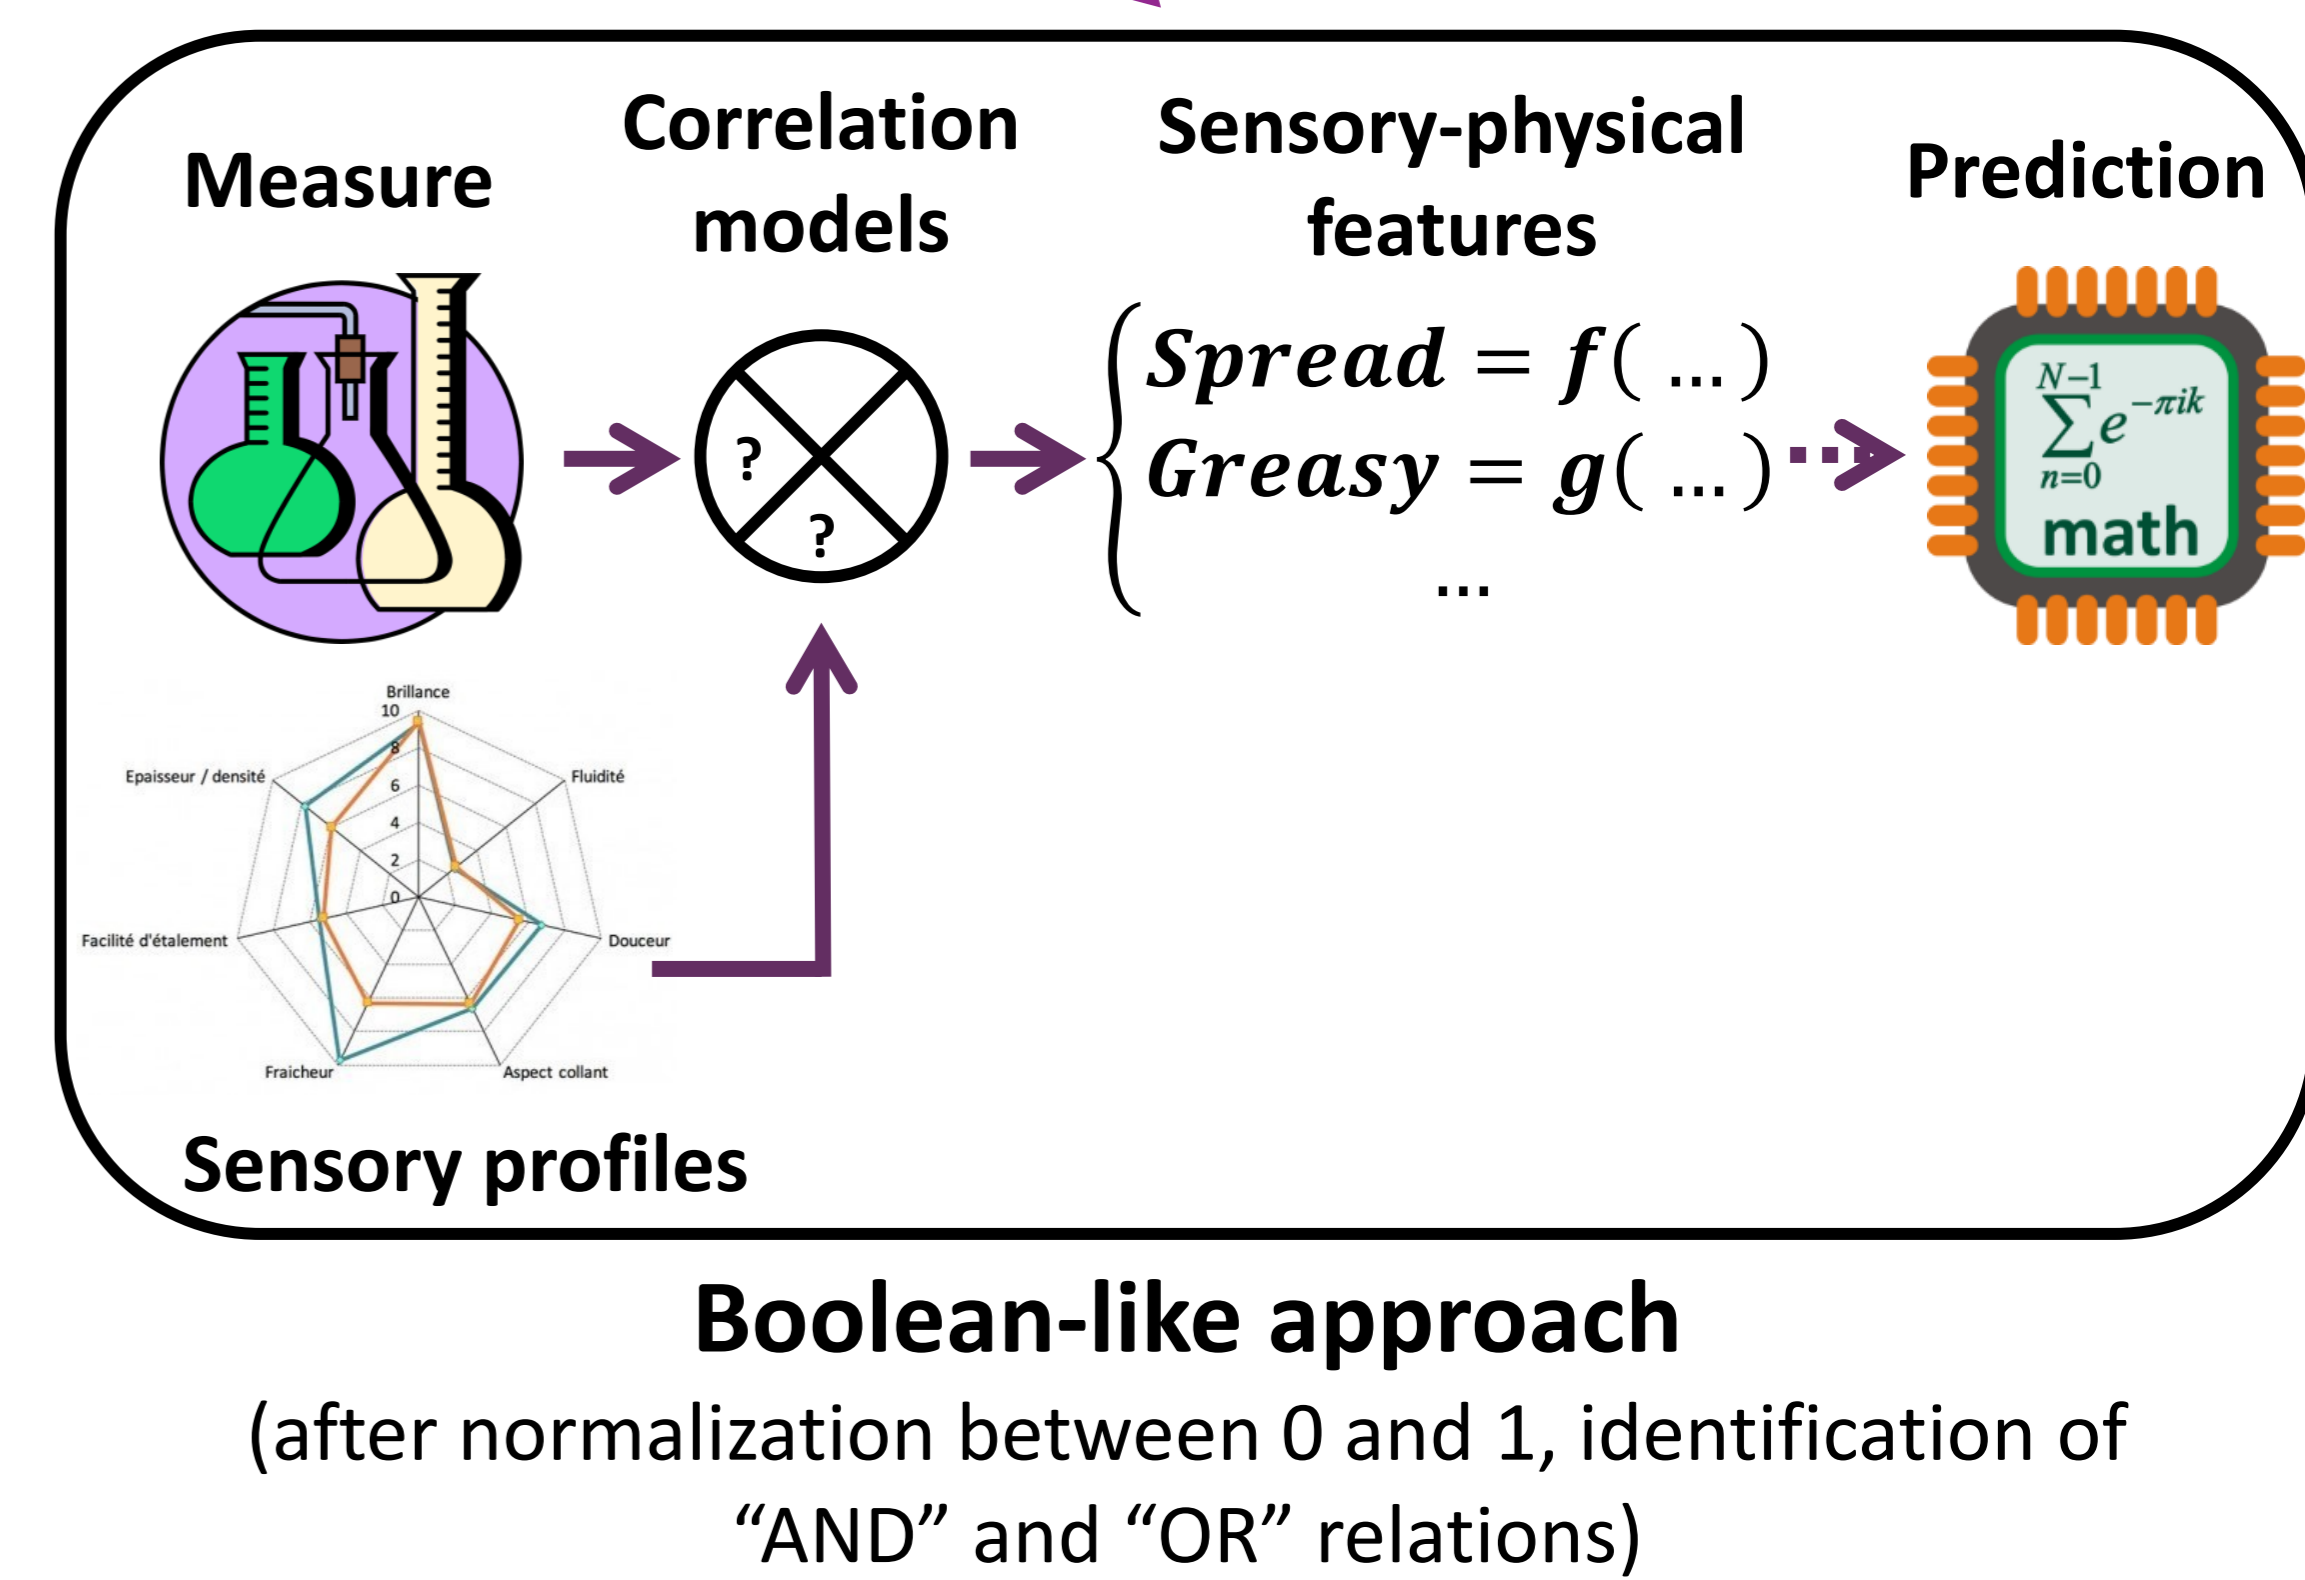 Measure
Correlation
models
Sensory-physical
features
Prediction
Spread = f( ... )
Greasy = g( ... )
...
?
?
N−1
∑e^−πik
n=0
math
Brillance
10
8
6
4
2
0
Epaisseur / densité
Fluidité
Facilité d'étalement
Douceur
Fraicheur
Aspect collant
Sensory profiles
Boolean-like approach
(after normalization between 0 and 1, identification of
“AND” and “OR” relations)